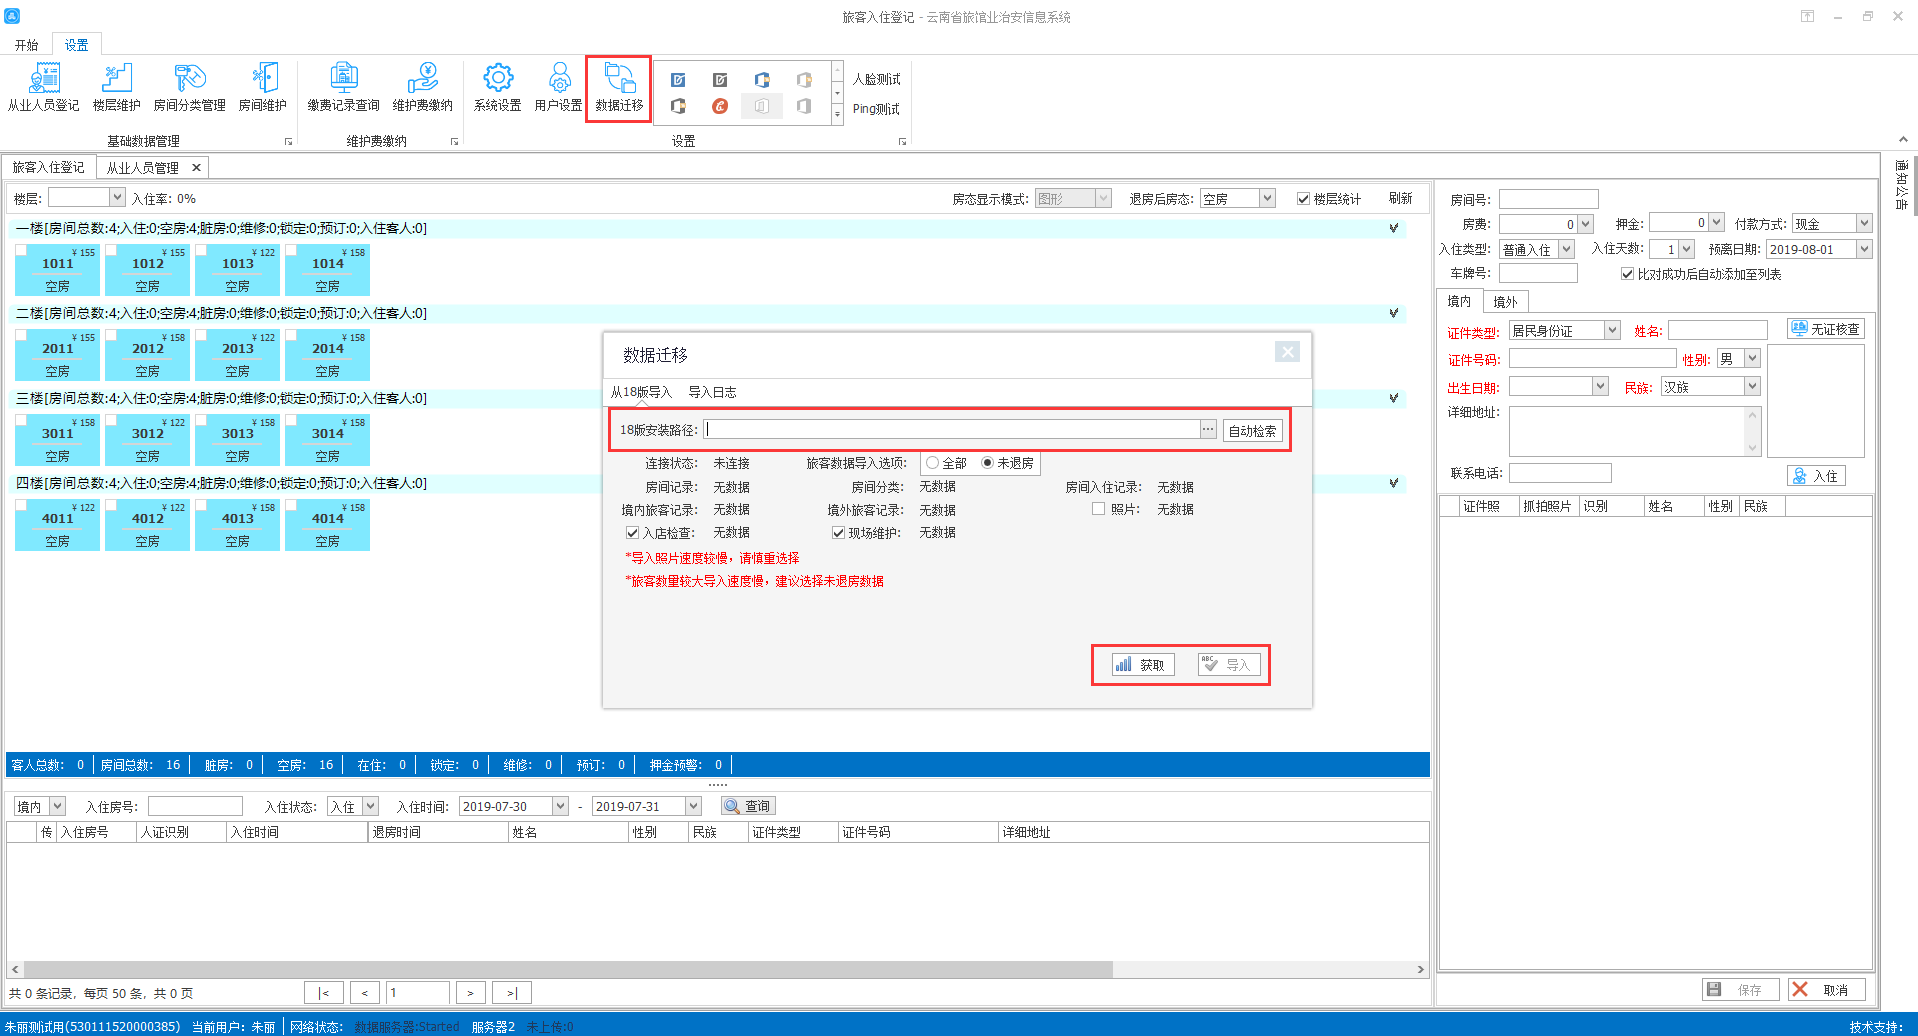 旅客入住登记 - 云南省旅馆业治安信息系统
开始 设置
从业人员登记 楼层维护 房间分类管理 房间维护 缴费记录查询 维护费缴纳 系统设置 用户设置 数据迁移 人脸测试
Ping测试
基础数据管理 维护费缴纳 设置
旅客入住登记 从业人员管理 ×
通知公告
楼层: 入住率: 0% 房态显示模式: 图形 退房后房态: 空房 楼层统计 刷新
一楼[房间总数:4;入住:0;空房:4;脏房:0;维修:0;锁定:0;预订:0;入住客人:0]
¥ 155 ¥ 155 ¥ 122 ¥ 158
1011 1012 1013 1014
空房 空房 空房 空房
二楼[房间总数:4;入住:0;空房:4;脏房:0;维修:0;锁定:0;预订:0;入住客人:0]
¥ 155 ¥ 158 ¥ 122 ¥ 158
2011 2012 2013 2014
空房 空房 空房 空房
三楼[房间总数:4;入住:0;空房:4;脏房:0;维修:0;锁定:0;预订:0;入住客人:0]
¥ 158 ¥ 122 ¥ 158 ¥ 158
3011 3012 3013 3014
空房 空房 空房 空房
四楼[房间总数:4;入住:0;空房:4;脏房:0;维修:0;锁定:0;预订:0;入住客人:0]
¥ 122 ¥ 122 ¥ 158 ¥ 158
4011 4012 4013 4014
空房 空房 空房 空房
数据迁移
从18版导入 导入日志
18版安装路径: ... 自动检索
连接状态: 未连接 旅客数据导入选项: 全部 未退房
房间记录: 无数据 房间分类: 无数据 房间入住记录: 无数据
境内旅客记录: 无数据 境外旅客记录: 无数据 照片: 无数据
入店检查: 无数据 现场维护: 无数据
*导入照片速度较慢，请慎重选择
*旅客数量较大导入速度慢，建议选择未退房数据
获取 ABC 导入
房间号:
房费: 0 押金: 0 付款方式: 现金
入住类型: 普通入住 入住天数: 1 预离日期: 2019-08-01
车牌号: 比对成功后自动添加至列表
境内 境外
证件类型: 居民身份证 姓名: 无证核查
证件号码: 性别: 男
出生日期: 民族: 汉族
详细地址:
联系电话: 入住
证件照 抓拍照片 识别 姓名 性别 民族
客人总数: 0 房间总数: 16 脏房: 0 空房: 16 在住: 0 锁定: 0 维修: 0 预订: 0 押金预警: 0
境内 入住房号: 入住状态: 入住 入住时间: 2019-07-30 - 2019-07-31 查询
传 入住房号 人证识别 入住时间 退房时间 姓名 性别 民族 证件类型 证件号码 详细地址
共 0 条记录，每页 50 条，共 0 页 |< < 1 > >|
保存 取消
朱丽测试用(530111520000385) 当前用户: 朱丽 网络状态: 数据服务器:Started 服务器2 未上传:0 技术支持: